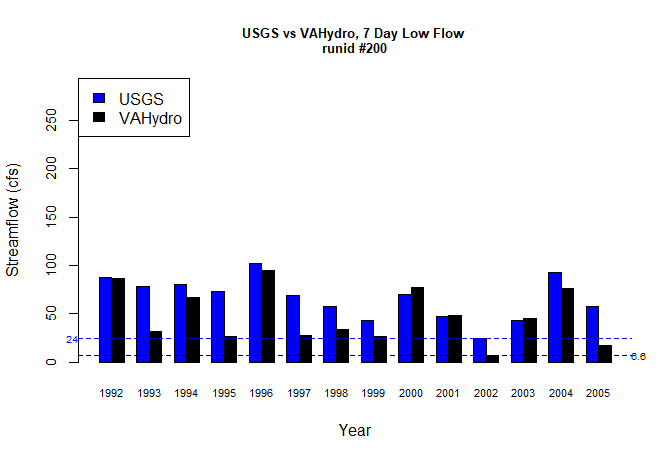 USGS vs VAHydro, 7 Day Low Flow
runid #200
USGS
VAHydro
Streamflow (cfs)
250
200
150
100
50
0
24
6.6
1992 1993 1994 1995 1996 1997 1998 1999 2000 2001 2002 2003 2004 2005
Year